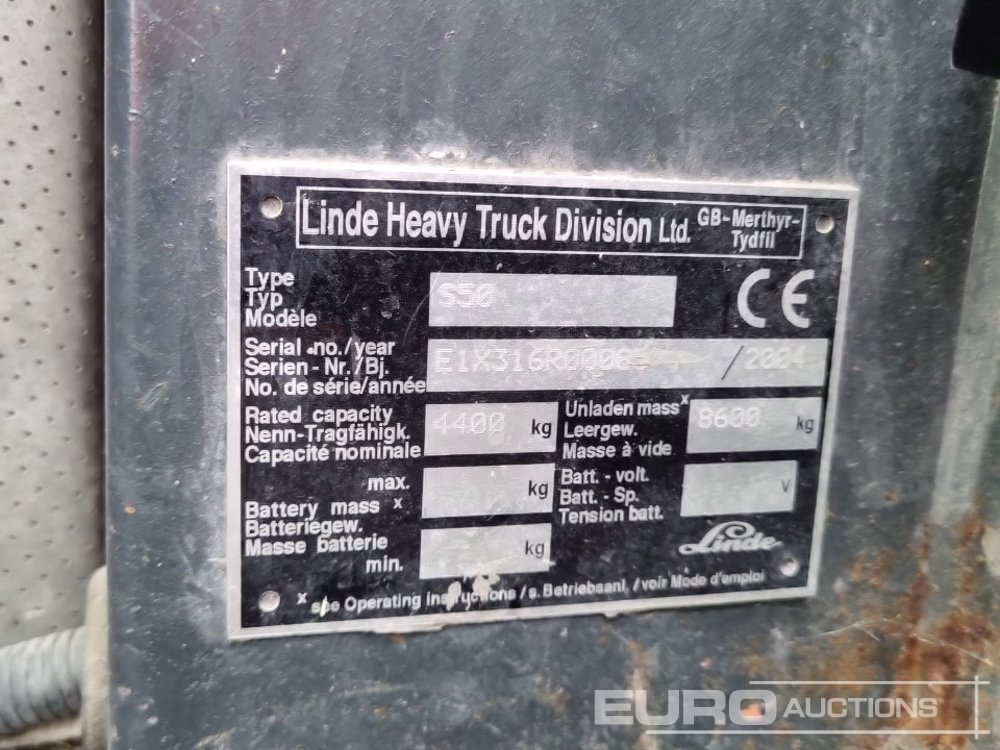 Linde Heavy Truck Division Ltd. GB-Merthyr-
Tydfil
Type
Typ
Modèle
S50
CE
Serial no./year
Serien-Nr./Bj.
No. de série/année
E1X316R0008 /200
Rated capacity
Nenn-Tragfähigk.
Capacité nominale
4400 kg
Unladen mass x
Leergew.
Masse à vide
8600 kg
max. kg
Battery mass x
Batteriegew.
Masse batterie
min. kg
Batt. - volt.
Batt. - Sp.
Tension batt.
V
Linde
x see Operating instructions / s. Betriebsanl. / voir Mode d'emploi
EURO AUCTIONS